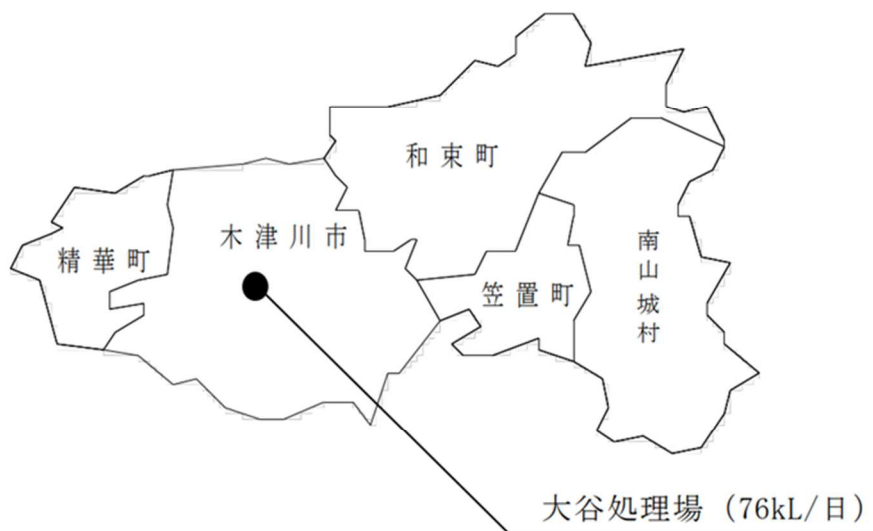 和束町
木津川市
精華町
笠置町
南山城村
大谷処理場（76kL/日）